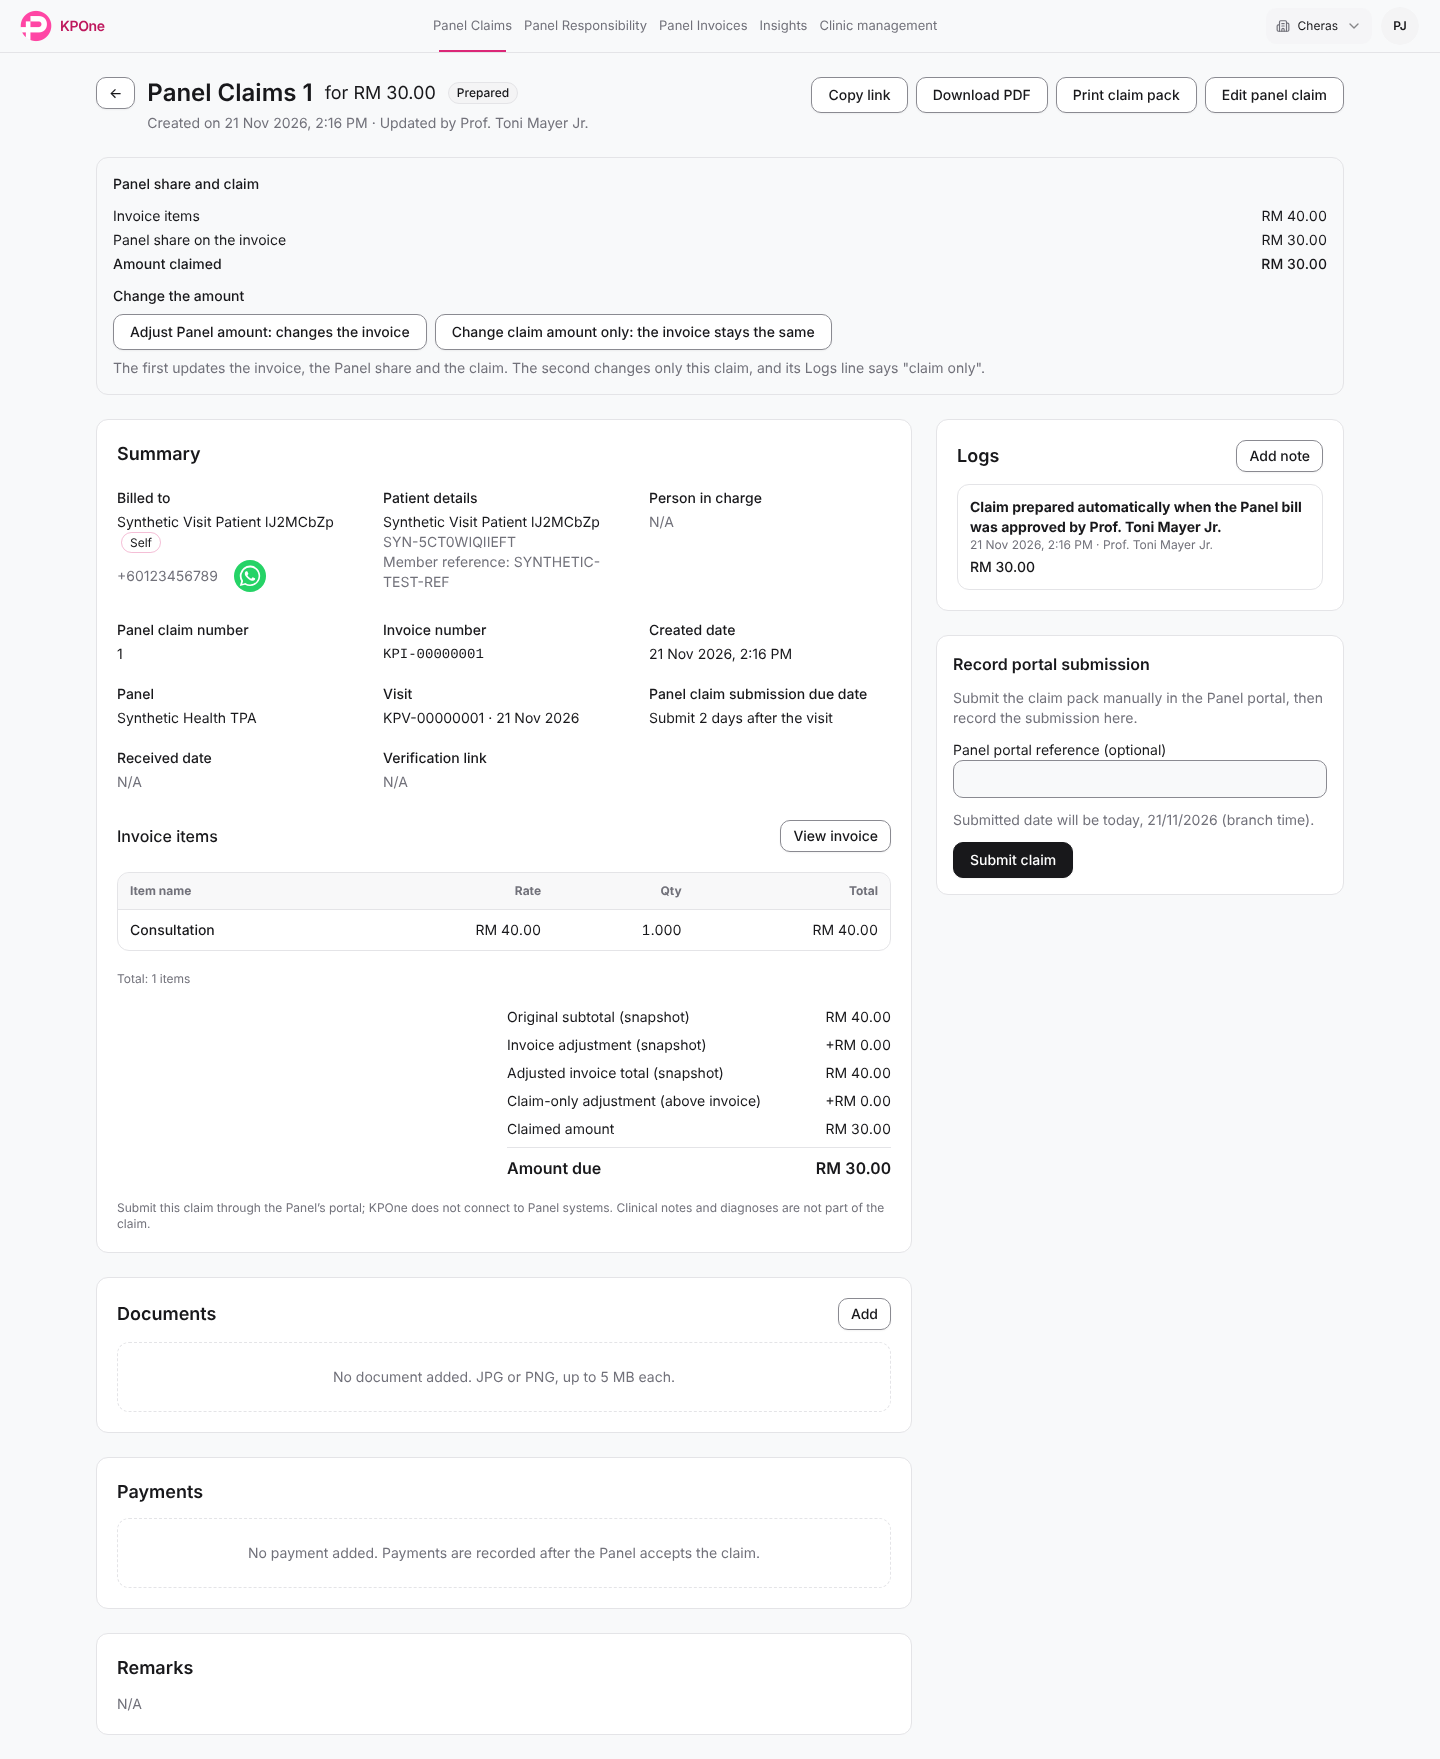 KPOne
Panel Claims Panel Responsibility Panel Invoices Insights Clinic management
Cheras
PJ
← Panel Claims 1 for RM 30.00 Prepared
Created on 21 Nov 2026, 2:16 PM · Updated by Prof. Toni Mayer Jr.
Copy link Download PDF Print claim pack Edit panel claim
Panel share and claim
Invoice items RM 40.00
Panel share on the invoice RM 30.00
Amount claimed RM 30.00
Change the amount
Adjust Panel amount: changes the invoice Change claim amount only: the invoice stays the same
The first updates the invoice, the Panel share and the claim. The second changes only this claim, and its Logs line says "claim only".
Summary
Billed to
Synthetic Visit Patient lJ2MCbZp
Self
+60123456789
Patient details
Synthetic Visit Patient lJ2MCbZp
SYN-5CT0WIQIIEFT
Member reference: SYNTHETIC-
TEST-REF
Person in charge
N/A
Panel claim number
1
Invoice number
KPI-00000001
Created date
21 Nov 2026, 2:16 PM
Panel
Synthetic Health TPA
Visit
KPV-00000001 · 21 Nov 2026
Panel claim submission due date
Submit 2 days after the visit
Received date
N/A
Verification link
N/A
Invoice items View invoice
Item name Rate Qty Total
Consultation RM 40.00 1.000 RM 40.00
Total: 1 items
Original subtotal (snapshot) RM 40.00
Invoice adjustment (snapshot) +RM 0.00
Adjusted invoice total (snapshot) RM 40.00
Claim-only adjustment (above invoice) +RM 0.00
Claimed amount RM 30.00
Amount due RM 30.00
Submit this claim through the Panel's portal; KPOne does not connect to Panel systems. Clinical notes and diagnoses are not part of the
claim.
Documents Add
No document added. JPG or PNG, up to 5 MB each.
Payments
No payment added. Payments are recorded after the Panel accepts the claim.
Remarks
N/A
Logs Add note
Claim prepared automatically when the Panel bill
was approved by Prof. Toni Mayer Jr.
21 Nov 2026, 2:16 PM · Prof. Toni Mayer Jr.
RM 30.00
Record portal submission
Submit the claim pack manually in the Panel portal, then
record the submission here.
Panel portal reference (optional)
Submitted date will be today, 21/11/2026 (branch time).
Submit claim